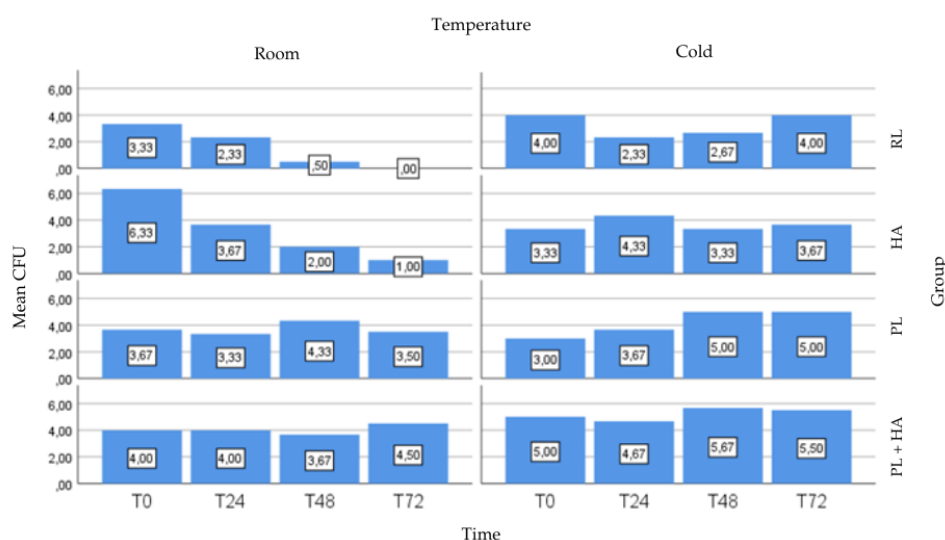 Temperature
Room Cold
6,00
4,00
2,00
,00
3,33 2,33 ,50 ,00
4,00 2,33 2,67 4,00
RL
6,00
4,00
2,00
,00
6,33 3,67 2,00 1,00
3,33 4,33 3,33 3,67
HA
6,00
4,00
2,00
,00
3,67 3,33 4,33 3,50
3,00 3,67 5,00 5,00
PL
6,00
4,00
2,00
,00
4,00 4,00 3,67 4,50
5,00 4,67 5,67 5,50
PL + HA
Mean CFU
Group
T0 T24 T48 T72 T0 T24 T48 T72
Time